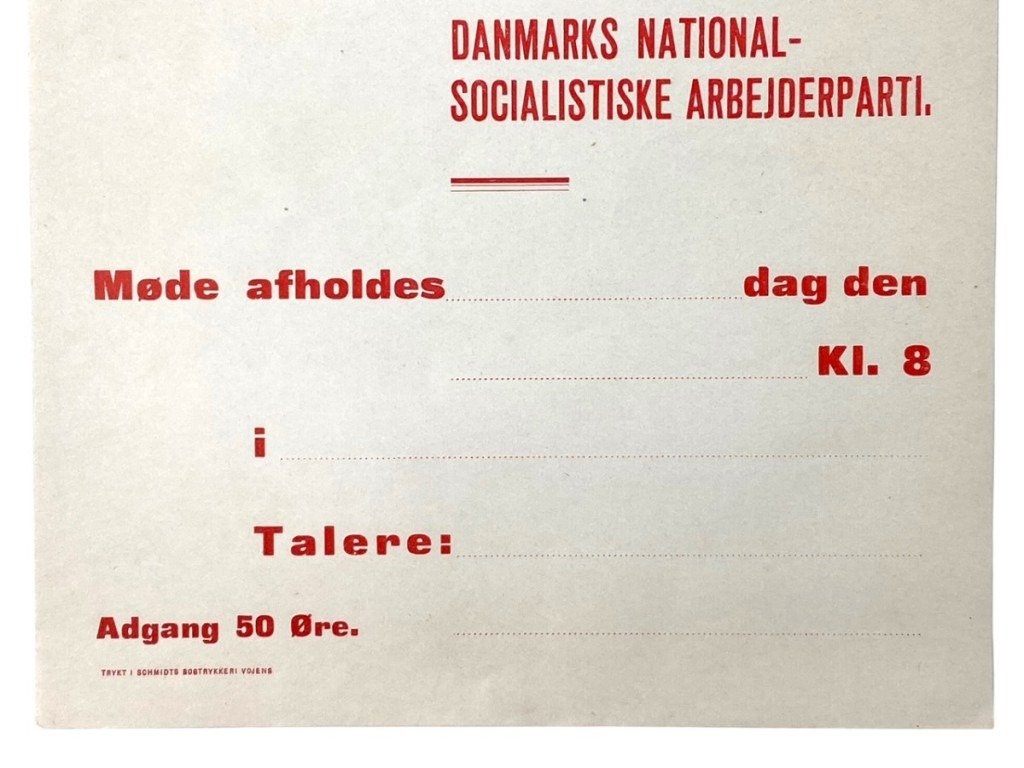 DANMARKS NATIONAL-
SOCIALISTISKE ARBEJDERPARTI.
Møde afholdes dag den
Kl. 8
i
Talere:
Adgang 50 Øre.
TRYKT I SCHMIDTS BOGTRYKKERI VOJENS